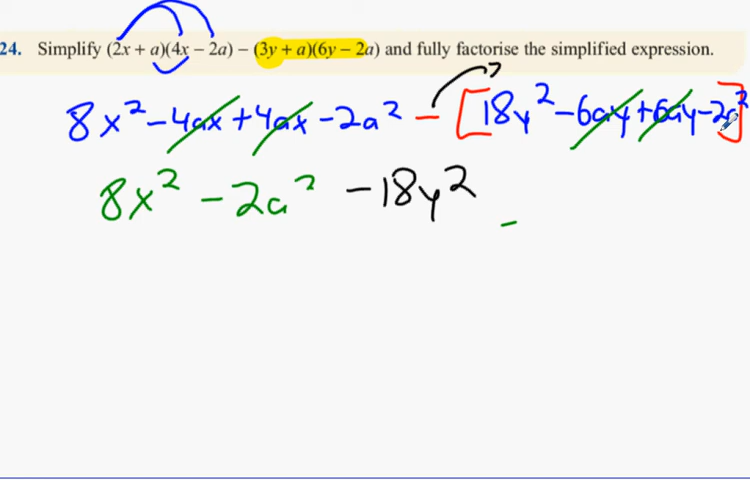 24. Simplify (2x + a)(4x − 2a) − (3y + a)(6y − 2a) and fully factorise the simplified expression.
8x² − 4ax + 4ax − 2a² − [18y² − 6ay + 6ay − 2a²]
8x² − 2a² − 18y² −